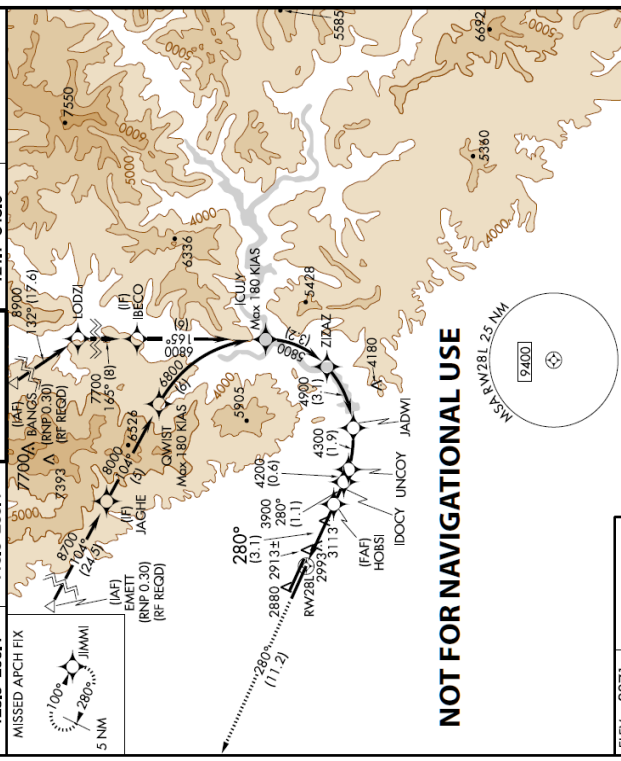 MISSED APCH FIX
JIMMI
100°
280°
5 NM
8700
104°
(24.5)
(IAF)
EMETT
(RNP 0.30)
(RF REQD)
(IF)
JAGHE
8000
104°
(5)
6526
QWIST
Max 180 KIAS
6800
(6)
5905
4000
7700
7393
5000
(IAF)
BANGS
(RNP 0.30)
(RF REQD)
8900
132° (17.6)
LODZI
7700
165° (8)
(IF)
IBECO
6800
165°
(6)
ICUJY
Max 180 KIAS
7550
6000
5000
4000
6336
5585
5000
6692
5360
4000
5428
5800
(3.2)
ZITAZ
4180
4900
(3.1)
JADWI
4300
(1.9)
UNCOY
4200
(0.6)
IDOCY
3900
280°
(1.1)
(FAF)
HOBSI
280°
(3.1)
2913±
2880
RW28L
2993
3113
280°
(11.2)
NOT FOR NAVIGATIONAL USE
MSA RW28L 25 NM
9400